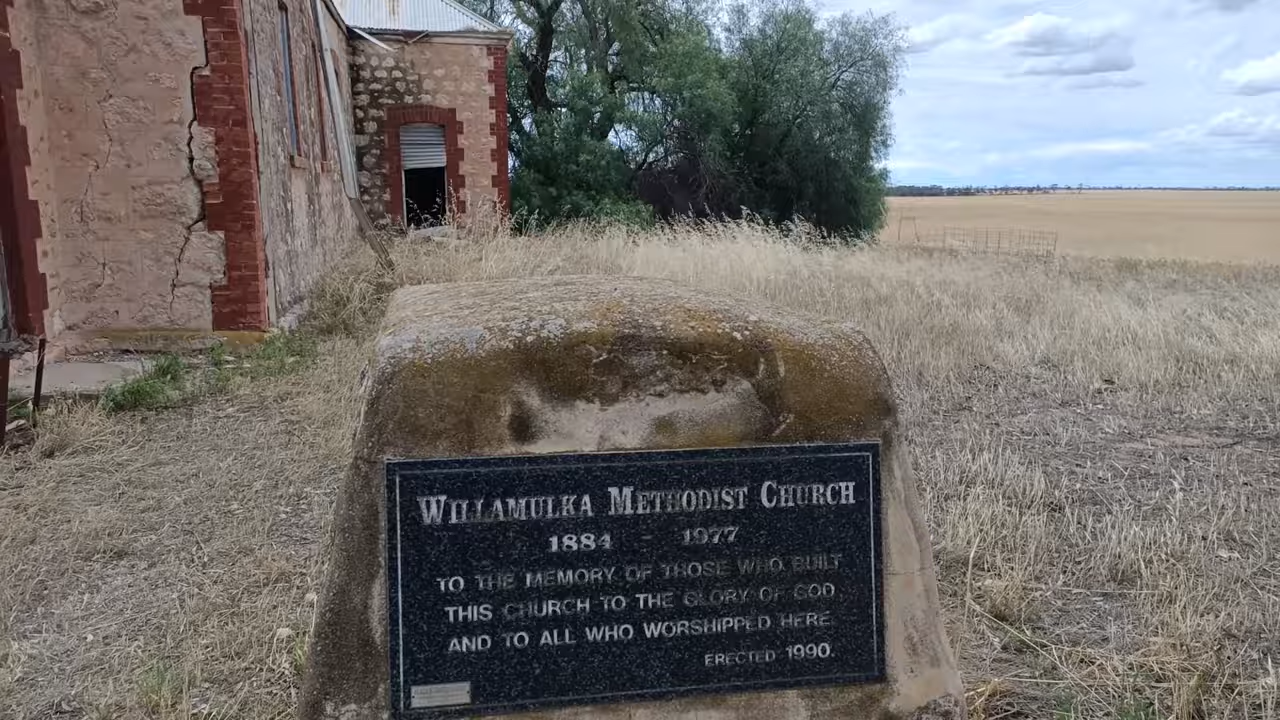 WILLAMULKA METHODIST CHURCH
1884 - 1977
TO THE MEMORY OF THOSE WHO BUILT
THIS CHURCH TO THE GLORY OF GOD
AND TO ALL WHO WORSHIPPED HERE
ERECTED 1990.